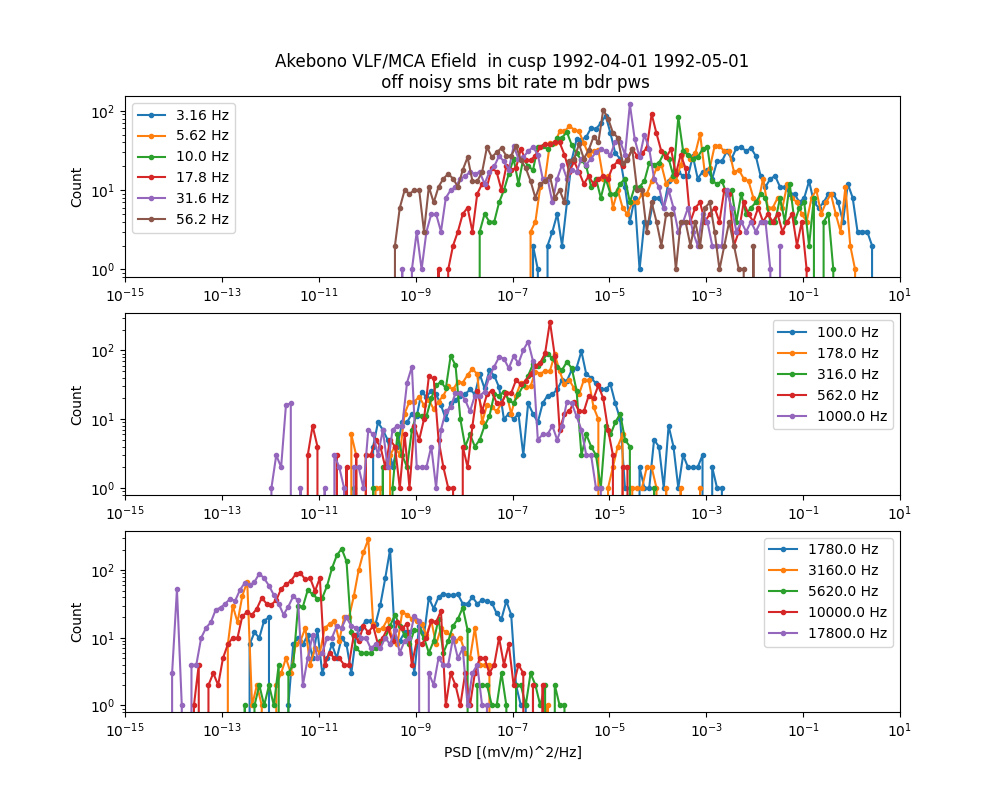 Akebono VLF/MCA Efield  in cusp 1992-04-01 1992-05-01
off noisy sms bit rate m bdr pws
Count
10^2
10^1
10^0
3.16 Hz
5.62 Hz
10.0 Hz
17.8 Hz
31.6 Hz
56.2 Hz
10^-15 10^-13 10^-11 10^-9 10^-7 10^-5 10^-3 10^-1 10^1
Count
10^2
10^1
10^0
100.0 Hz
178.0 Hz
316.0 Hz
562.0 Hz
1000.0 Hz
10^-15 10^-13 10^-11 10^-9 10^-7 10^-5 10^-3 10^-1 10^1
Count
10^2
10^1
10^0
1780.0 Hz
3160.0 Hz
5620.0 Hz
10000.0 Hz
17800.0 Hz
10^-15 10^-13 10^-11 10^-9 10^-7 10^-5 10^-3 10^-1 10^1
PSD [(mV/m)^2/Hz]